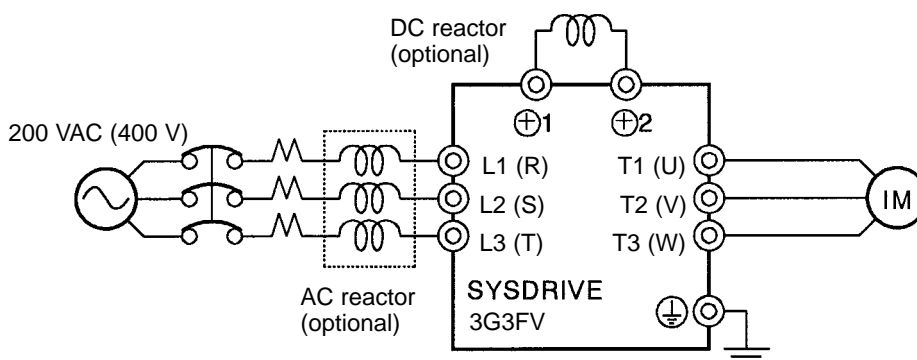 DC reactor
(optional)
⊕1
⊕2
200 VAC (400 V)
L1 (R)
T1 (U)
L2 (S)
T2 (V)
IM
L3 (T)
T3 (W)
AC reactor
(optional)
SYSDRIVE
3G3FV